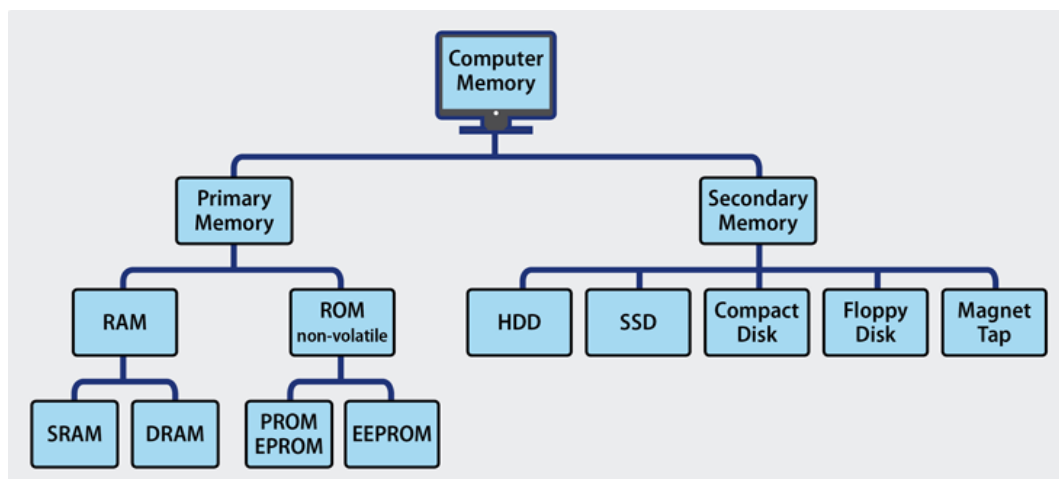 Computer
Memory
Primary
Memory
Secondary
Memory
RAM
ROM
non-volatile
HDD
SSD
Compact
Disk
Floppy
Disk
Magnet
Tap
SRAM
DRAM
PROM
EPROM
EEPROM